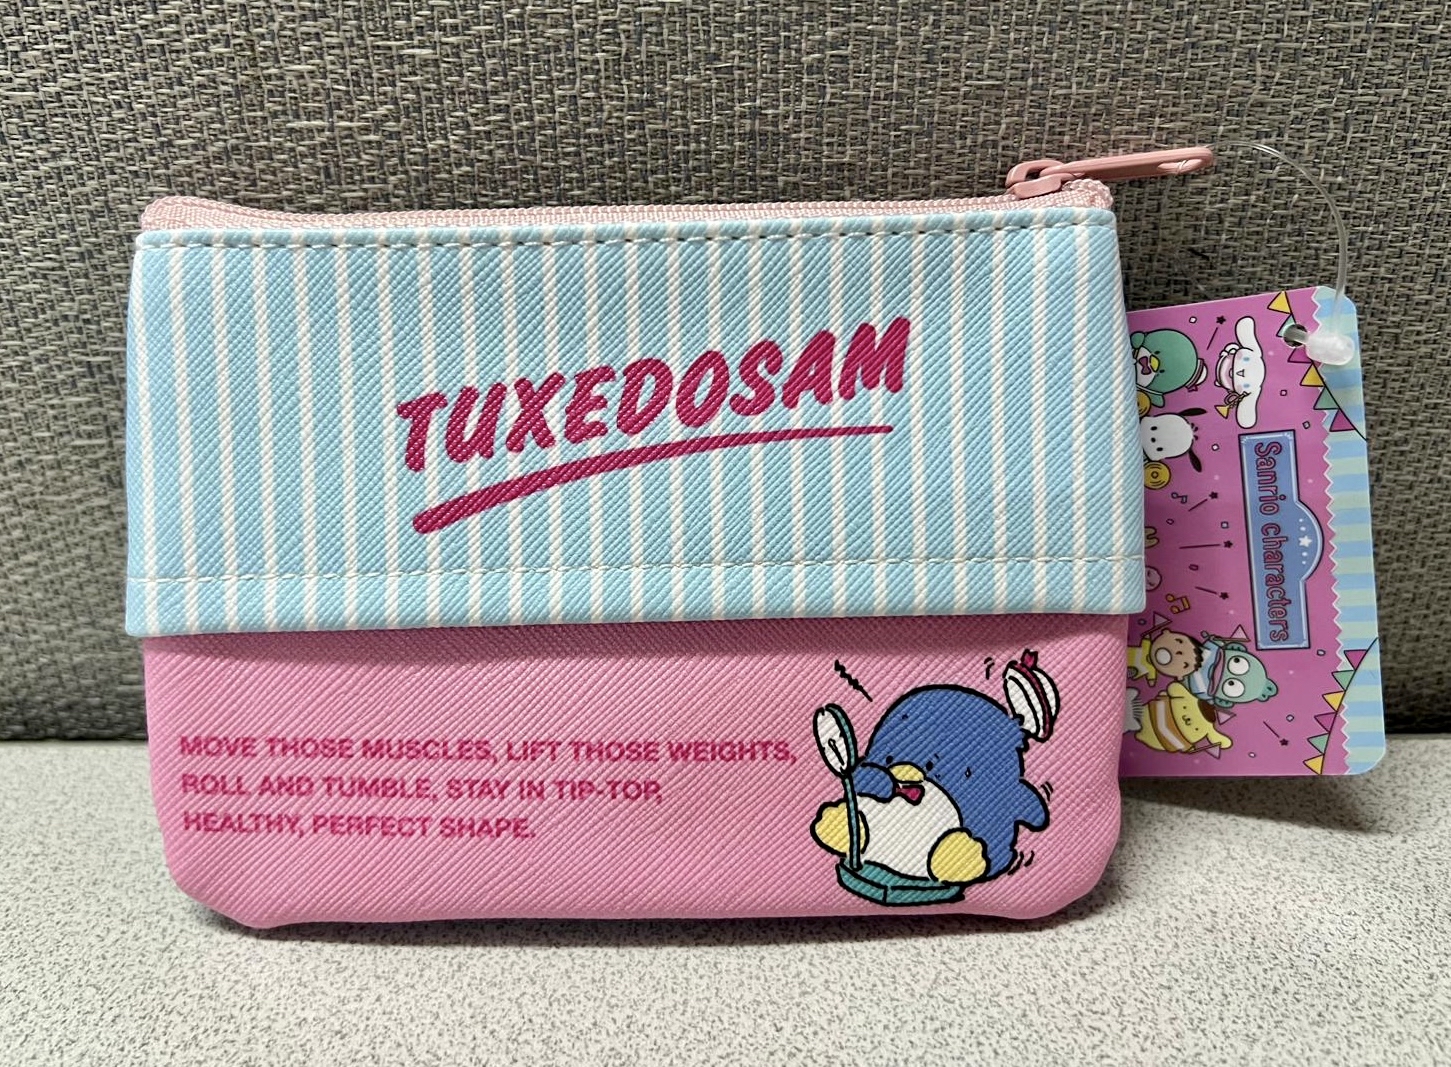 TUXEDOSAM
MOVE THOSE MUSCLES, LIFT THOSE WEIGHTS,
ROLL AND TUMBLE, STAY IN TIP-TOP,
HEALTHY, PERFECT SHAPE.
Sanrio characters